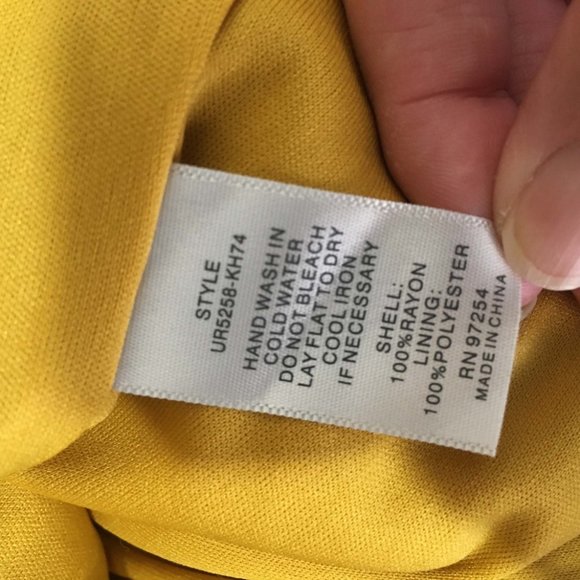 STYLE
UR5258-KH74
HAND WASH IN
COLD WATER
DO NOT BLEACH
LAY FLAT TO DRY
COOL IRON
IF NECESSARY
SHELL:
100%RAYON
LINING:
100%POLYESTER
RN 97254
MADE IN CHINA